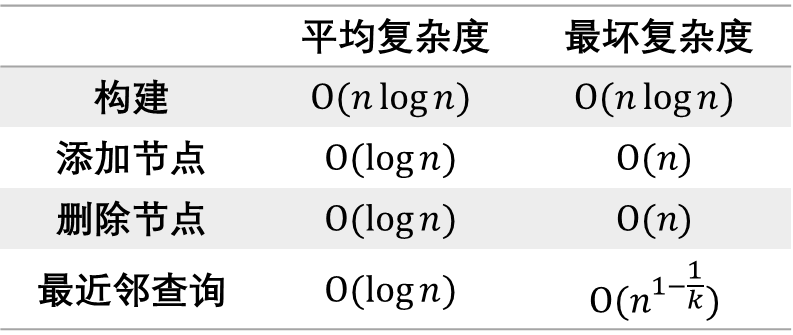 平均复杂度 最坏复杂度
构建 O(n log n) O(n log n)
添加节点 O(log n) O(n)
删除节点 O(log n) O(n)
最近邻查询 O(log n) O(n^{1-\frac{1}{k}})